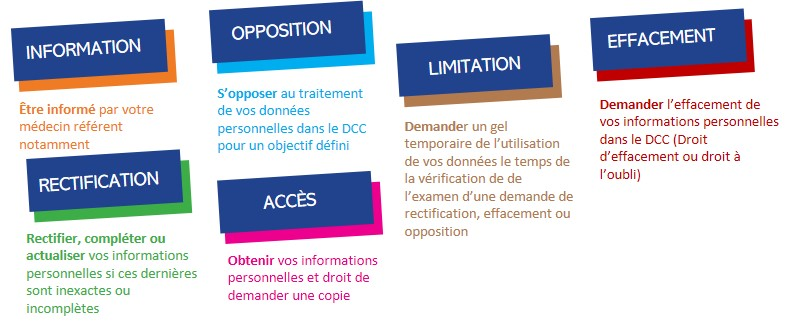 INFORMATION
Être informé par votre
médecin référent
notamment
RECTIFICATION
Rectifier, compléter ou
actualiser vos informations
personnelles si ces dernières
sont inexactes ou
incomplètes
OPPOSITION
S’opposer au traitement
de vos données
personnelles dans le DCC
pour un objectif défini
ACCÈS
Obtenir vos informations
personnelles et droit de
demander une copie
LIMITATION
Demander un gel
temporaire de l’utilisation
de vos données le temps de
la vérification de de
l’examen d’une demande de
rectification, effacement ou
opposition
EFFACEMENT
Demander l’effacement de
vos informations personnelles
dans le DCC (Droit
d’effacement ou droit à
l’oubli)